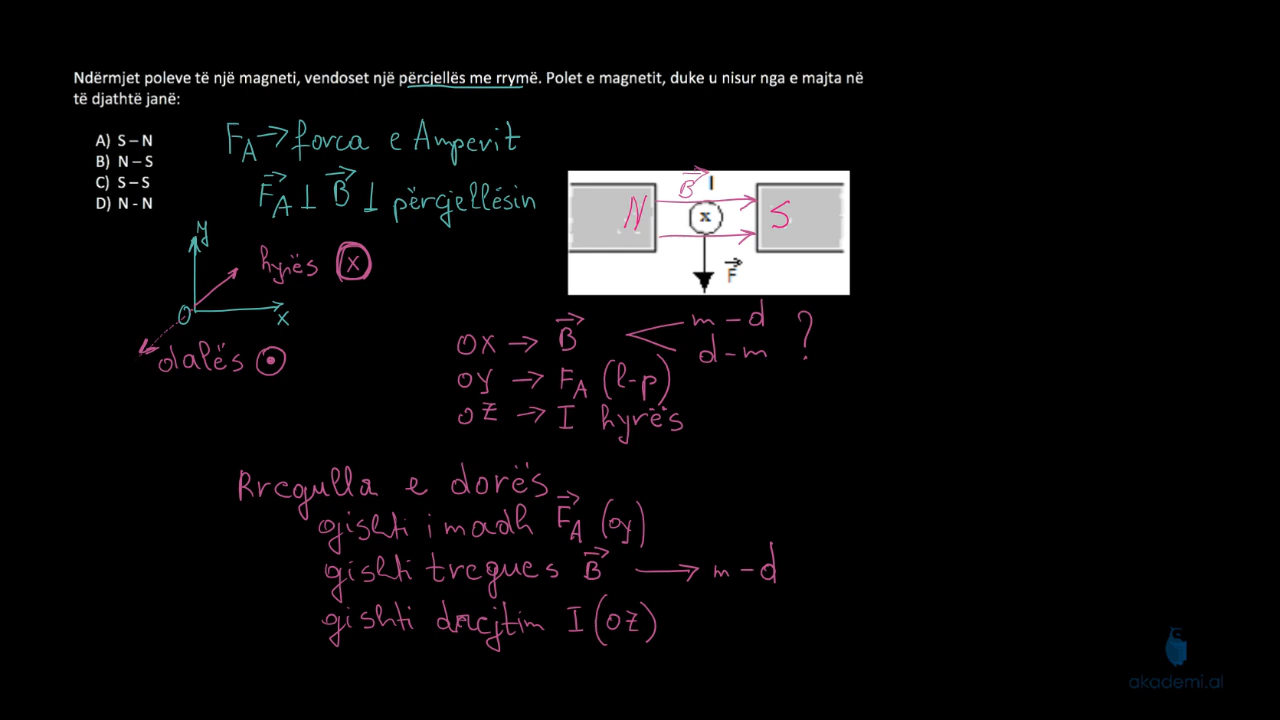 Ndërmjet poleve të një magneti, vendoset një përcjellës me rrymë. Polet e magnetit, duke u nisur nga e majta në
të djathtë janë:
A) S – N
B) N – S
C) S – S
D) N - N
F_A → forca e Amperit
F_A ⊥ B ⊥ përçjellësin
y
hyrës X
O
x
dalës
B I
N x S
F
OX → B m – d
d – m ?
OY → F_A (l-p)
OZ → I hyrës
Rregulla e dorës
gishti i madh F_A (oy)
gishti tregues B → m – d
gishti drejtim I (OZ)
akademi.al